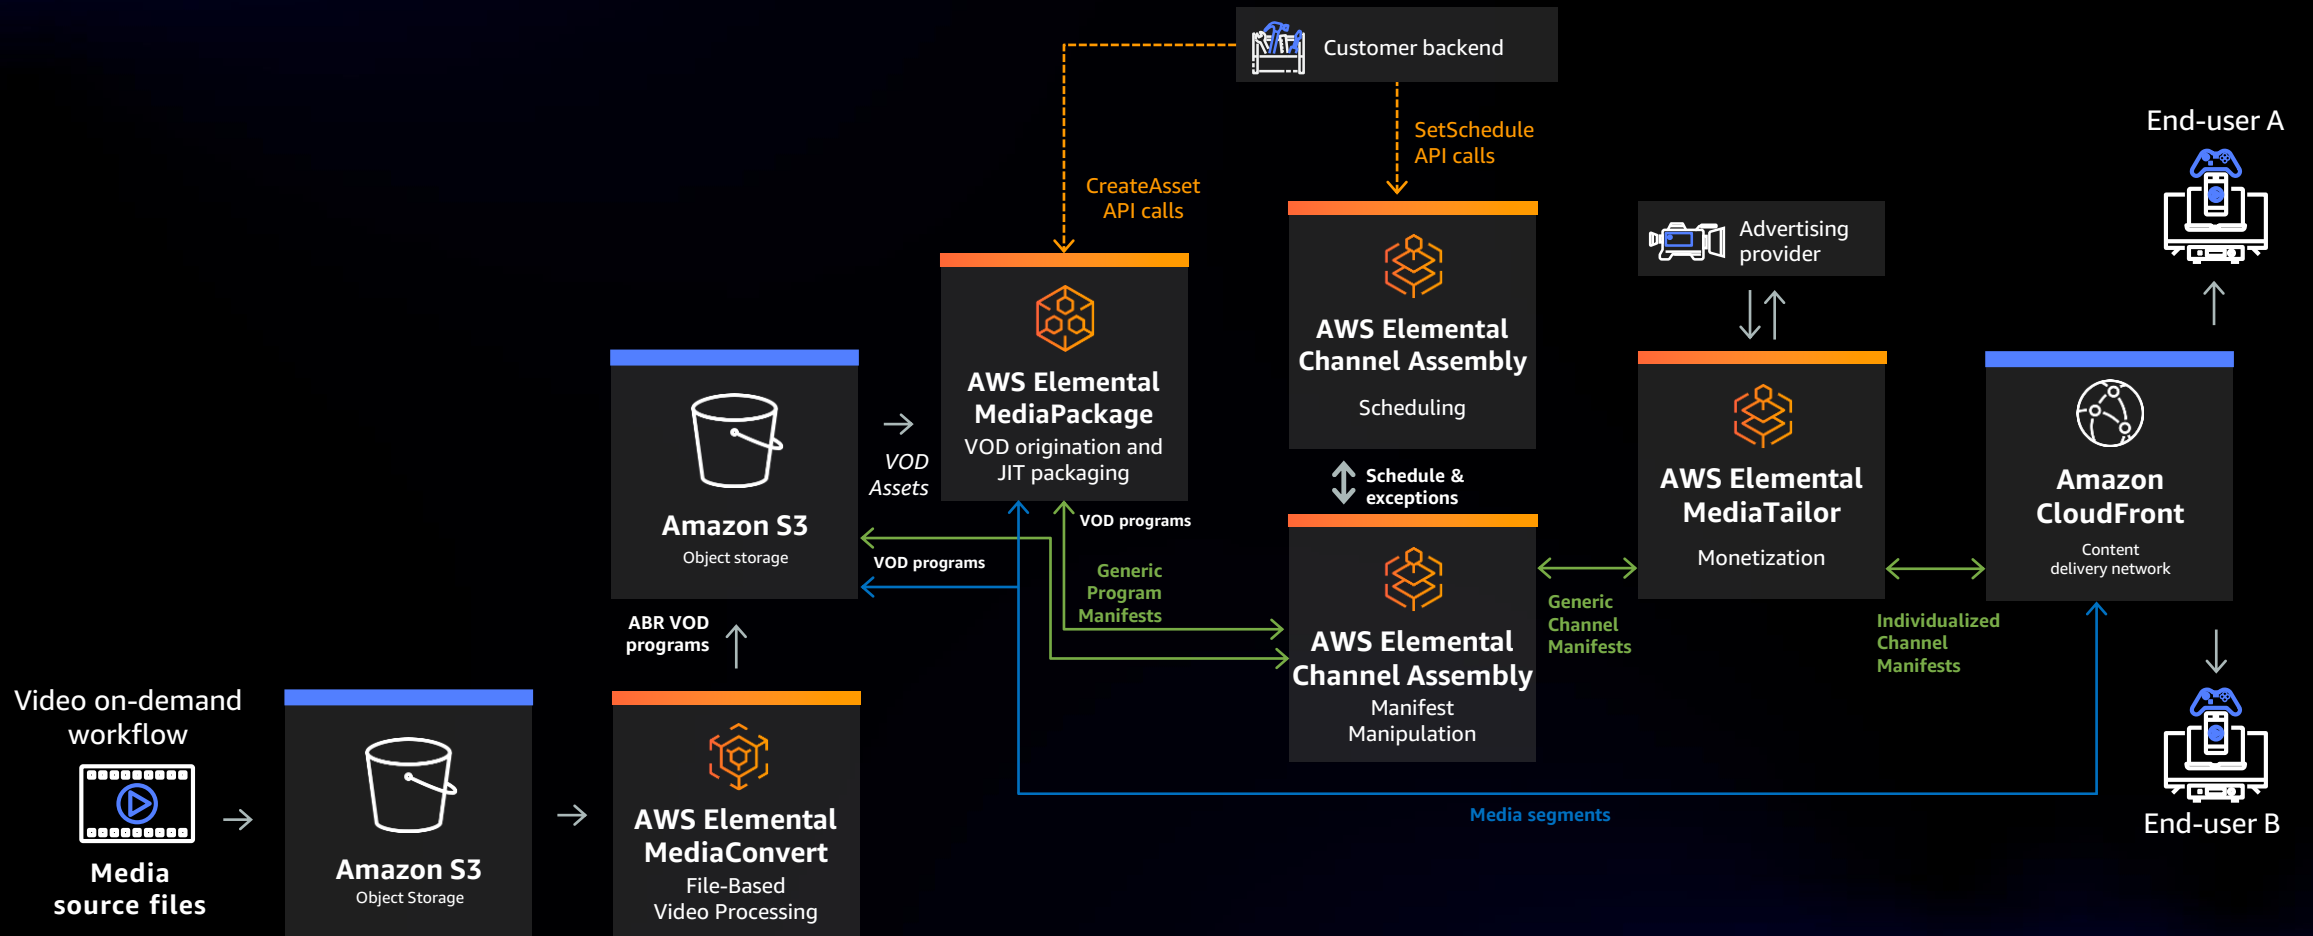 Customer backend
SetSchedule
API calls
CreateAsset
API calls
End-user A
Advertising
provider
AWS Elemental
Channel Assembly
Scheduling
AWS Elemental
MediaPackage
VOD origination and
JIT packaging
VOD
Assets
Amazon S3
Object storage
Schedule &
exceptions
AWS Elemental
MediaTailor
Monetization
Amazon
CloudFront
Content
delivery network
VOD programs
VOD programs
Generic
Program
Manifests
AWS Elemental
Channel Assembly
Manifest
Manipulation
Generic
Channel
Manifests
Individualized
Channel
Manifests
ABR VOD
programs
Video on-demand
workflow
Media
source files
Amazon S3
Object Storage
AWS Elemental
MediaConvert
File-Based
Video Processing
Media segments
End-user B